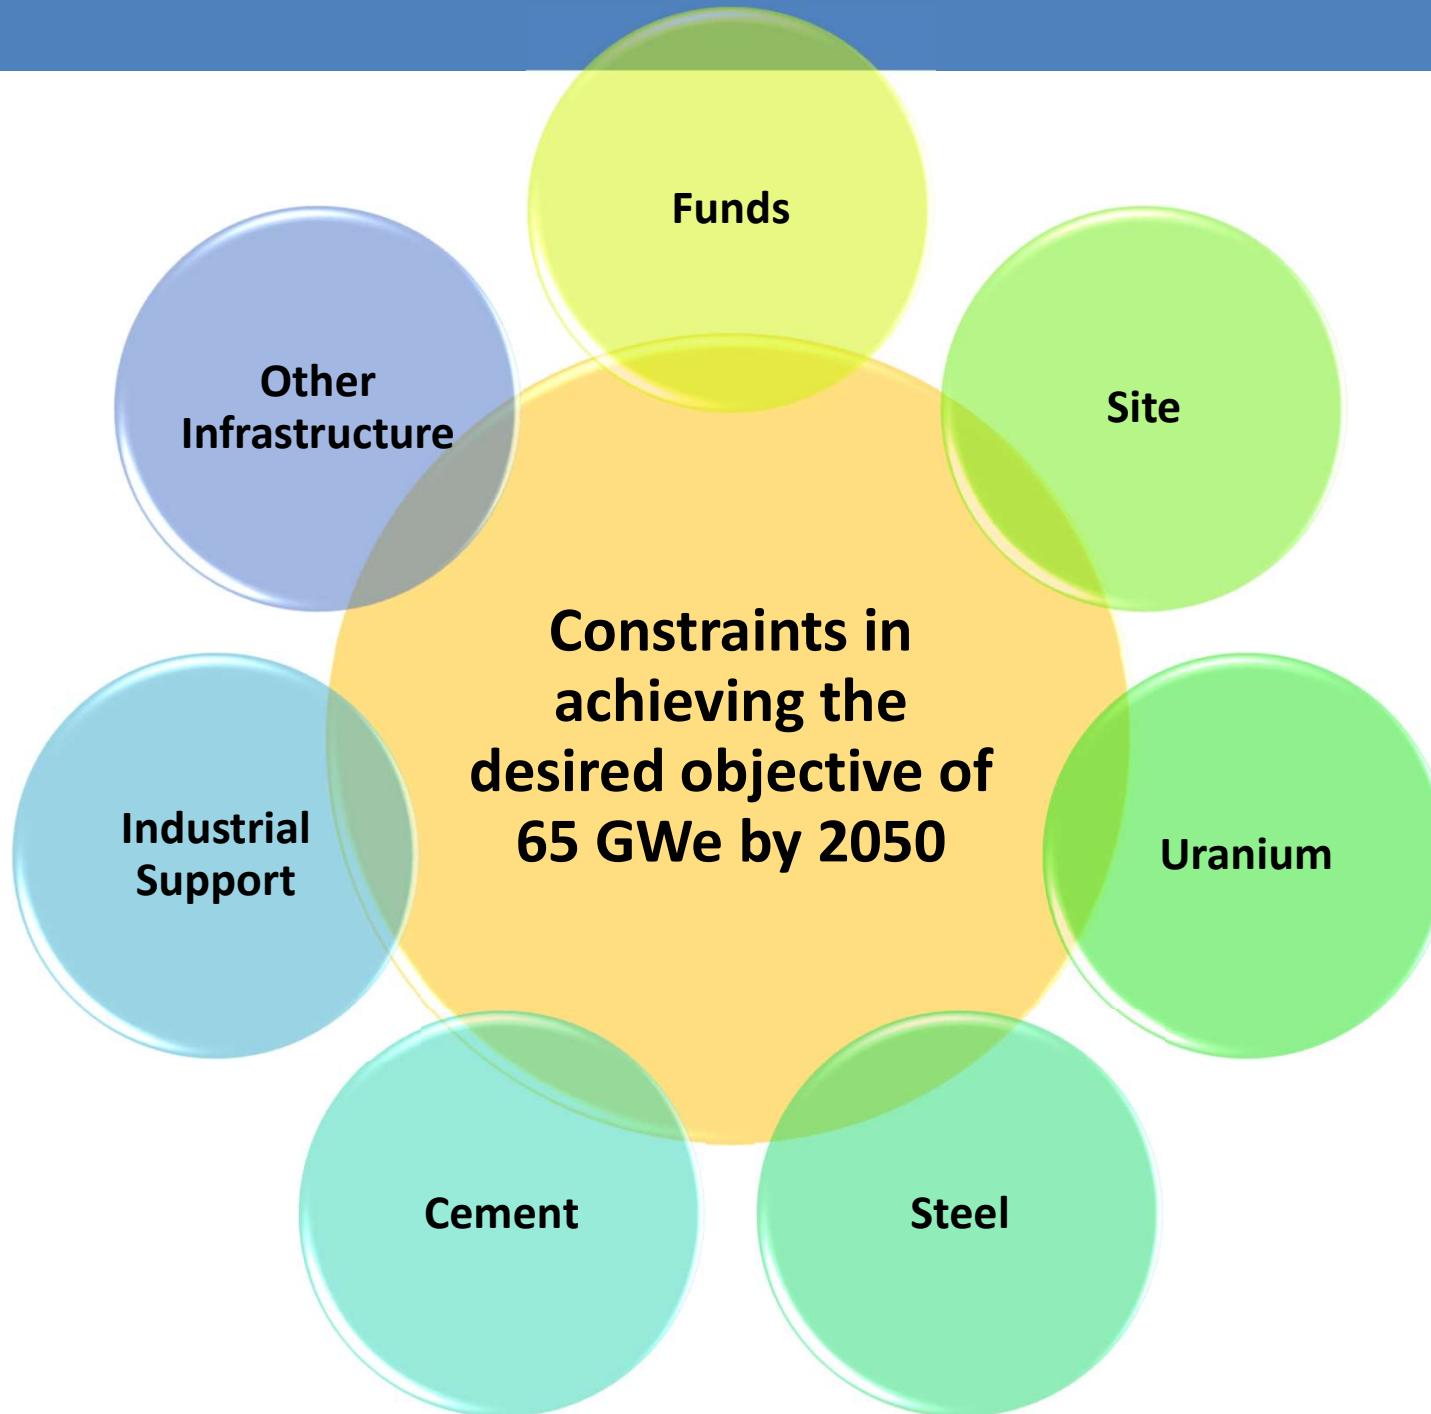 Funds
Other
Infrastructure
Site
Constraints in
achieving the
desired objective of
65 GWe by 2050
Industrial
Support
Uranium
Cement
Steel